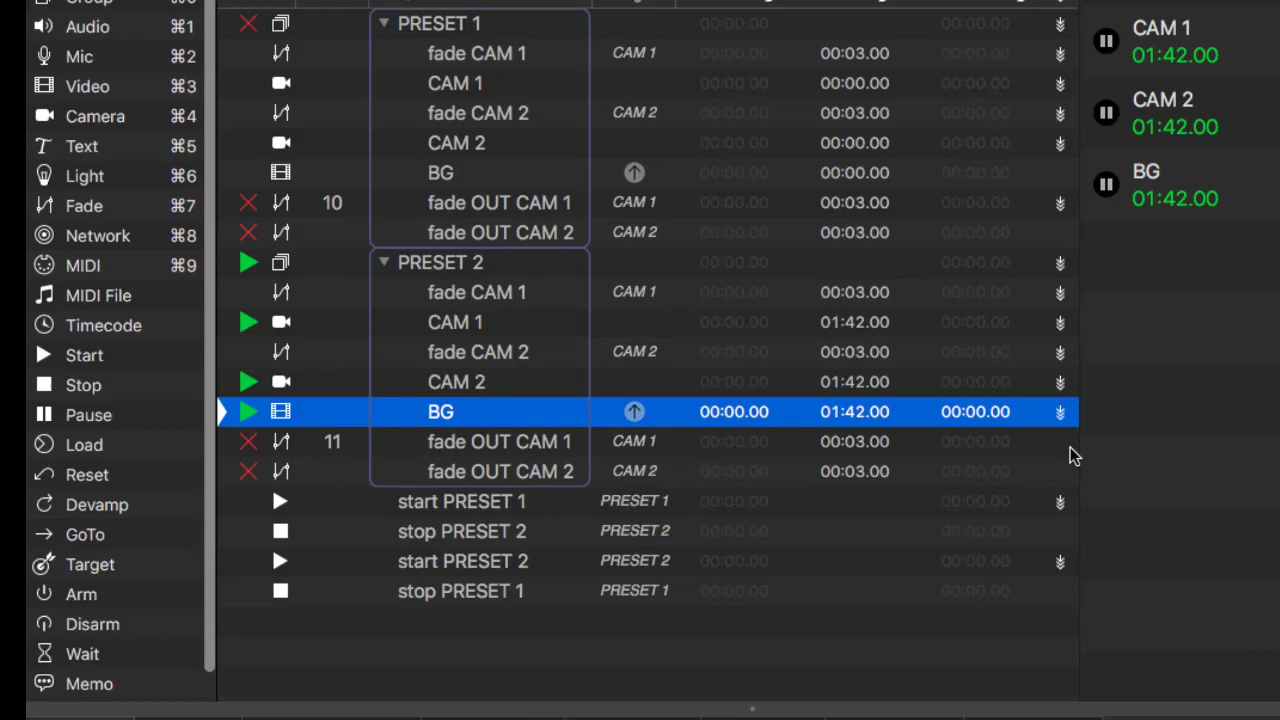 Group
Audio ⌘1
Mic ⌘2
Video ⌘3
Camera ⌘4
Text ⌘5
Light ⌘6
Fade ⌘7
Network ⌘8
MIDI ⌘9
MIDI File
Timecode
Start
Stop
Pause
Load
Reset
Devamp
GoTo
Target
Arm
Disarm
Wait
Memo
PRESET 1 00:00.00 00:00.00
fade CAM 1 CAM 1 00:00.00 00:03.00 00:00.00
CAM 1 00:00.00 00:00.00 00:00.00
fade CAM 2 CAM 2 00:00.00 00:03.00 00:00.00
CAM 2 00:00.00 00:00.00 00:00.00
BG 00:00.00 00:00.00 00:00.00
10 fade OUT CAM 1 CAM 1 00:00.00 00:03.00 00:00.00
fade OUT CAM 2 CAM 2 00:00.00 00:03.00 00:00.00
PRESET 2 00:00.00 00:00.00
fade CAM 1 CAM 1 00:00.00 00:03.00 00:00.00
CAM 1 00:00.00 01:42.00 00:00.00
fade CAM 2 CAM 2 00:00.00 00:03.00 00:00.00
CAM 2 00:00.00 01:42.00 00:00.00
BG 00:00.00 01:42.00 00:00.00
11 fade OUT CAM 1 CAM 1 00:00.00 00:03.00 00:00.00
fade OUT CAM 2 CAM 2 00:00.00 00:03.00 00:00.00
start PRESET 1 PRESET 1 00:00.00 00:00.00
stop PRESET 2 PRESET 2 00:00.00 00:00.00
start PRESET 2 PRESET 2 00:00.00 00:00.00
stop PRESET 1 PRESET 1 00:00.00 00:00.00
CAM 1
01:42.00
CAM 2
01:42.00
BG
01:42.00